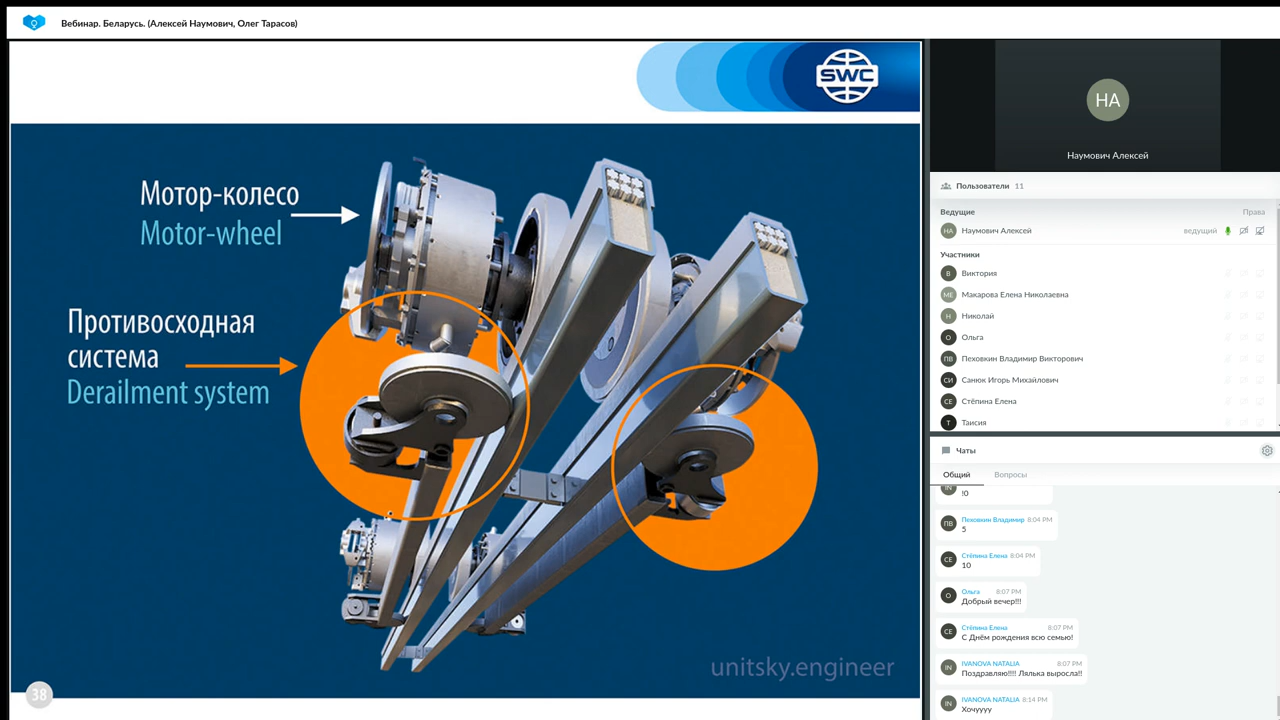 Вебинар. Беларусь. (Алексей Наумович, Олег Тарасов)
SWC
Мотор-колесо
Motor-wheel
Противосходная
система
Derailment system
unitsky.engineer
38
НА
Наумович Алексей
Пользователи 11
Ведущие Права
НА Наумович Алексей ведущий
Участники
В Виктория
МЕ Макарова Елена Николаевна
Н Николай
О Ольга
ПВ Пеховкин Владимир Викторович
СИ Санюк Игорь Михайлович
СЕ Стёпина Елена
Т Таисия
Чаты
Общий Вопросы
IN !0
ПВ Пеховкин Владимир 8:04 PM
5
СЕ Стёпина Елена 8:04 PM
10
О Ольга 8:07 PM
Добрый вечер!!!
СЕ Стёпина Елена 8:07 PM
С Днём рождения всю семью!
IN IVANOVA NATALIA 8:07 PM
Поздравляю!!!! Лялька выросла!!
IN IVANOVA NATALIA 8:14 PM
Хочуууу